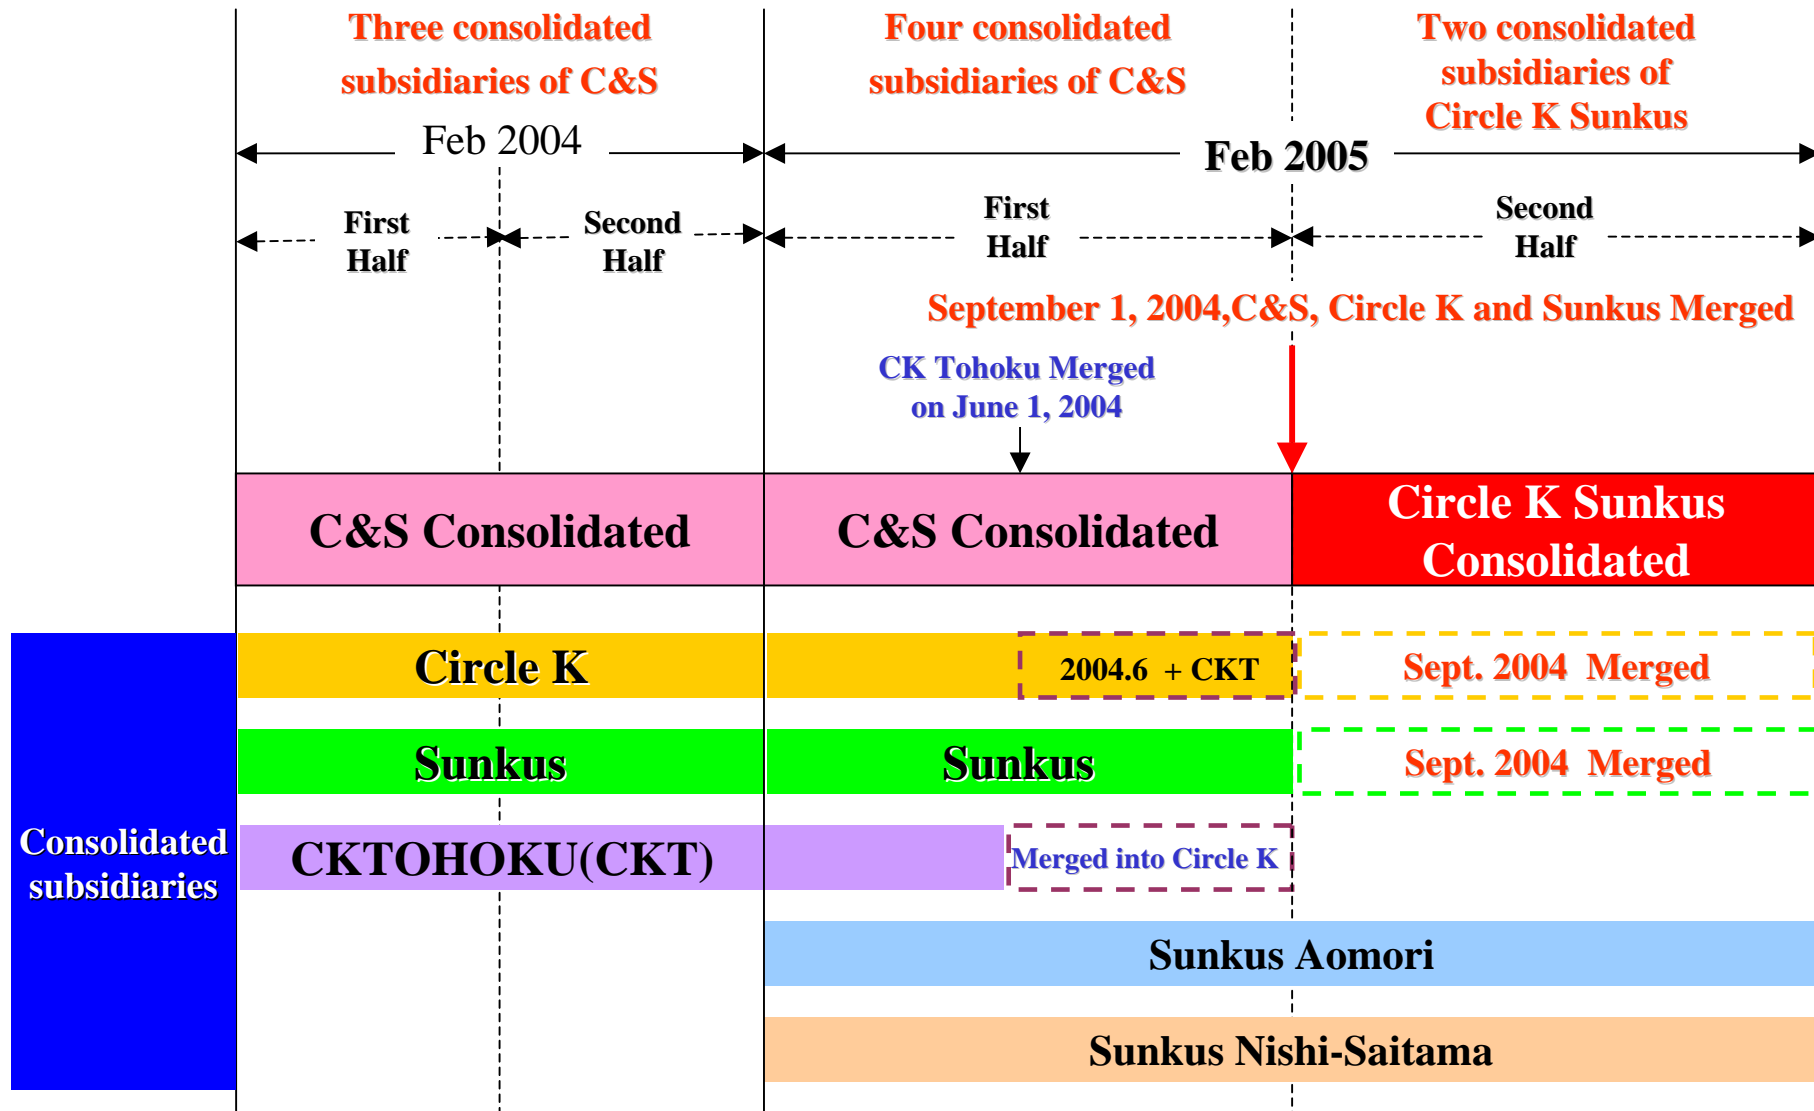 Three consolidated
subsidiaries of C&S
Four consolidated
subsidiaries of C&S
Two consolidated
subsidiaries of
Circle K Sunkus
Feb 2004
Feb 2005
First
Half
Second
Half
First
Half
Second
Half
September 1, 2004,C&S, Circle K and Sunkus Merged
CK Tohoku Merged
on June 1, 2004
C&S Consolidated
C&S Consolidated
Circle K Sunkus
Consolidated
Consolidated
subsidiaries
Circle K
2004.6 + CKT
Sept. 2004 Merged
Sunkus
Sunkus
Sept. 2004 Merged
CKTOHOKU(CKT)
Merged into Circle K
Sunkus Aomori
Sunkus Nishi-Saitama